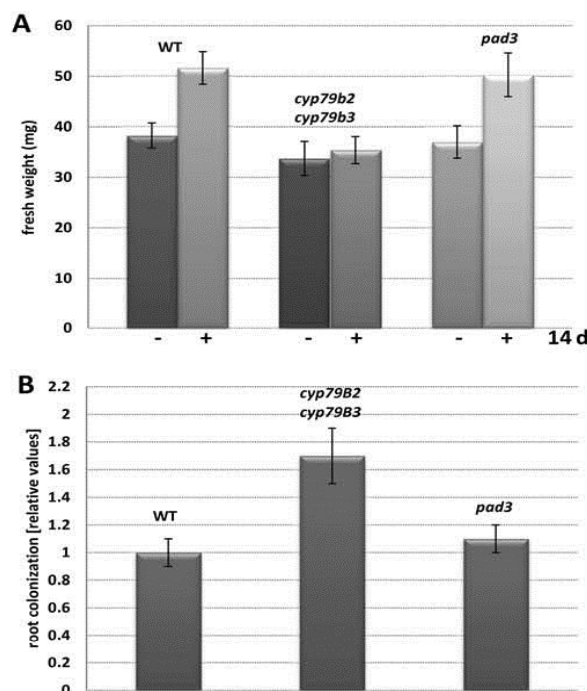 A
60
50
40
30
20
10
0
fresh weight (mg)
WT
cyp79b2
cyp79b3
pad3
- + - + - + 14 d
B
2.2
2
1.8
1.6
1.4
1.2
1
0.8
0.6
0.4
0.2
0
root colonization [relative values]
WT
cyp79B2
cyp79B3
pad3